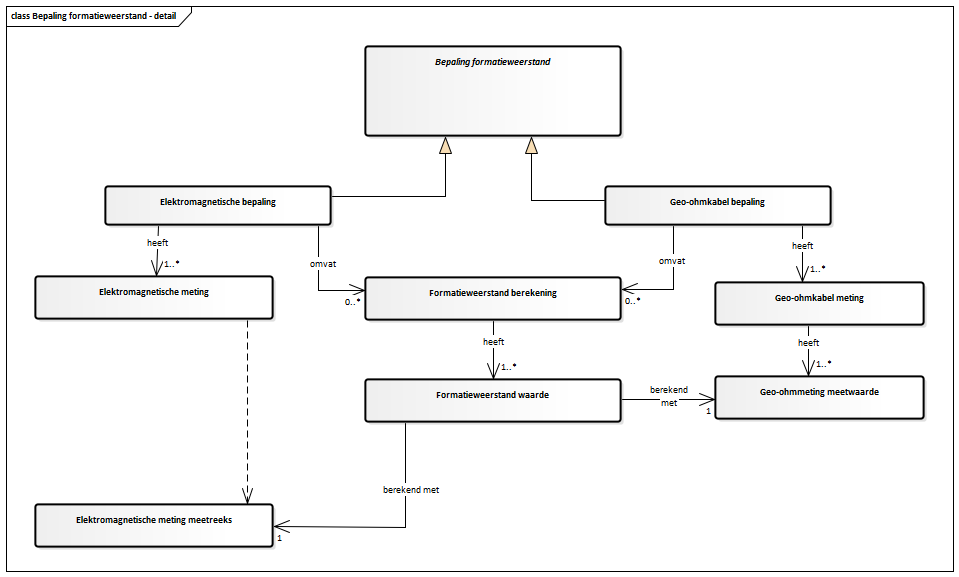 class Bepaling formatieweerstand - detail
Bepaling formatieweerstand
Elektromagnetische bepaling
Geo-ohmkabel bepaling
heeft
1..*
omvat
0..*
omvat
0..*
heeft
1..*
Elektromagnetische meting
Formatieweerstand berekening
Geo-ohmkabel meting
heeft
1..*
heeft
1..*
Formatieweerstand waarde
berekend
met
1
Geo-ohmmeting meetwaarde
berekend met
1
Elektromagnetische meting meetreeks